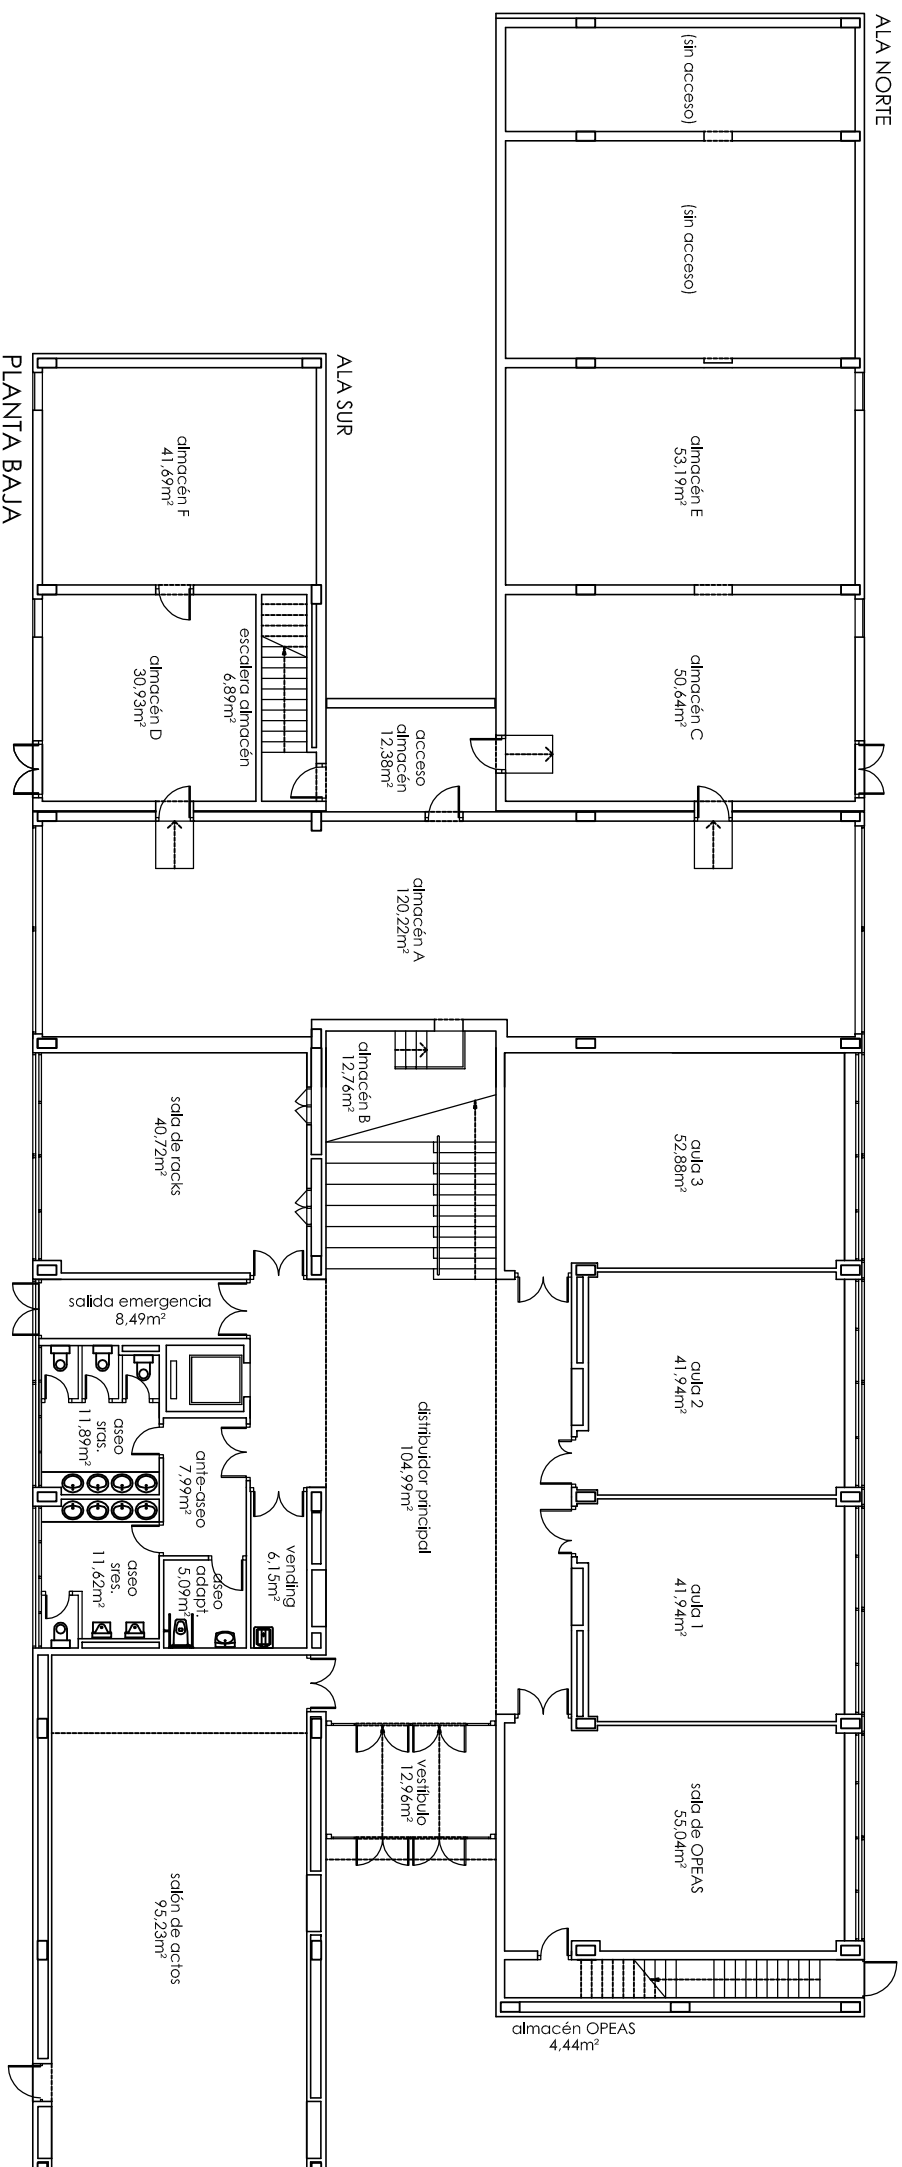 ALA NORTE
(sin acceso)
(sin acceso)
almacén E
53,19m²
almacén C
50,64m²
aula 3
52,88m²
aula 2
41,94m²
aula 1
41,94m²
sala de OPEAS
55,04m²
almacén OPEAS
4,44m²
acceso
almacén
12,38m²
almacén A
120,22m²
almacén B
12,76m²
distribuidor principal
104,99m²
vestíbulo
12,96m²
ALA SUR
almacén F
41,69m²
escalera almacén
6,89m²
almacén D
30,93m²
sala de racks
40,72m²
salida emergencia
8,49m²
aseo
sras.
11,89m²
ante-aseo
7,99m²
vending
6,15m²
aseo
adapt.
5,09m²
aseo
sres.
11,62m²
salón de actos
95,23m²
PLANTA BAJA